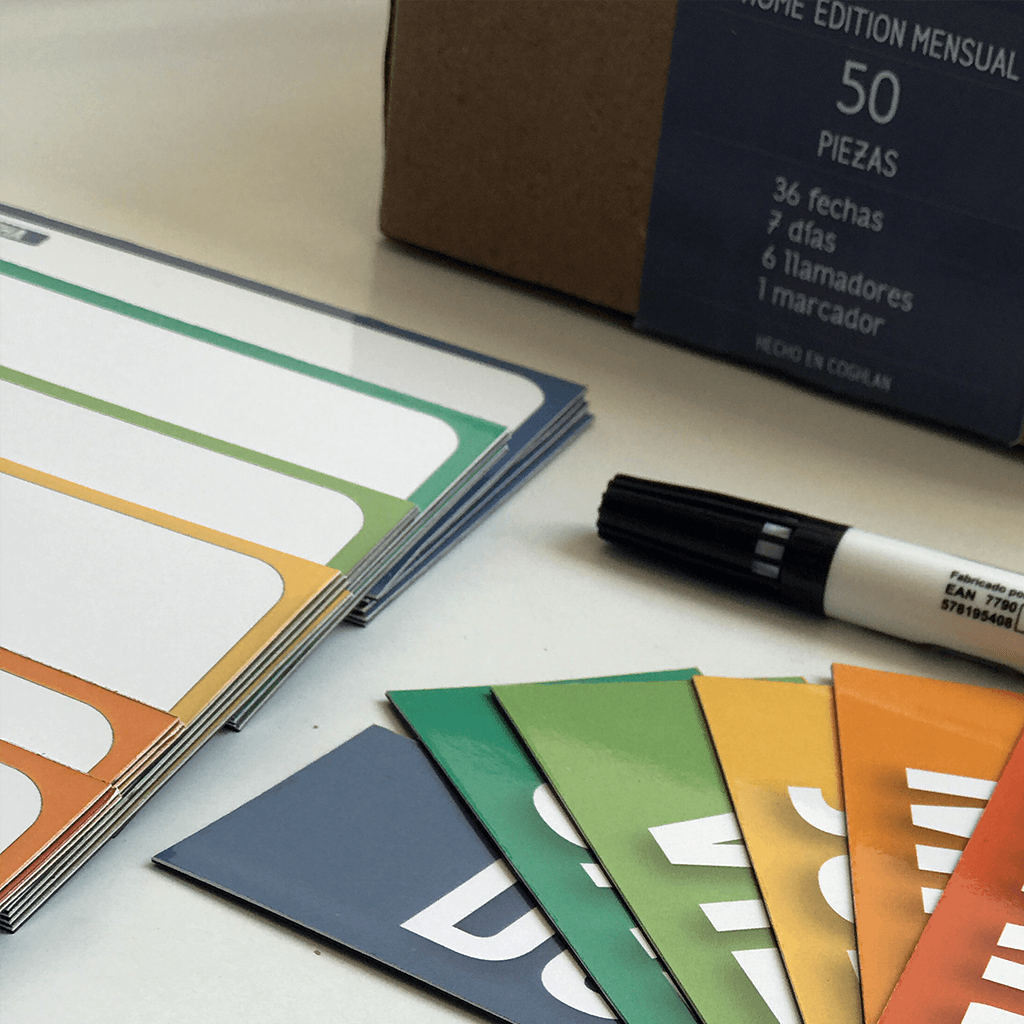 HOME EDITION MENSUAL
50
PIEZAS
36 fechas
7 días
6 llamadores
1 marcador
HECHO EN COGHLAN
Fabricado po
EAN 7790
578195408